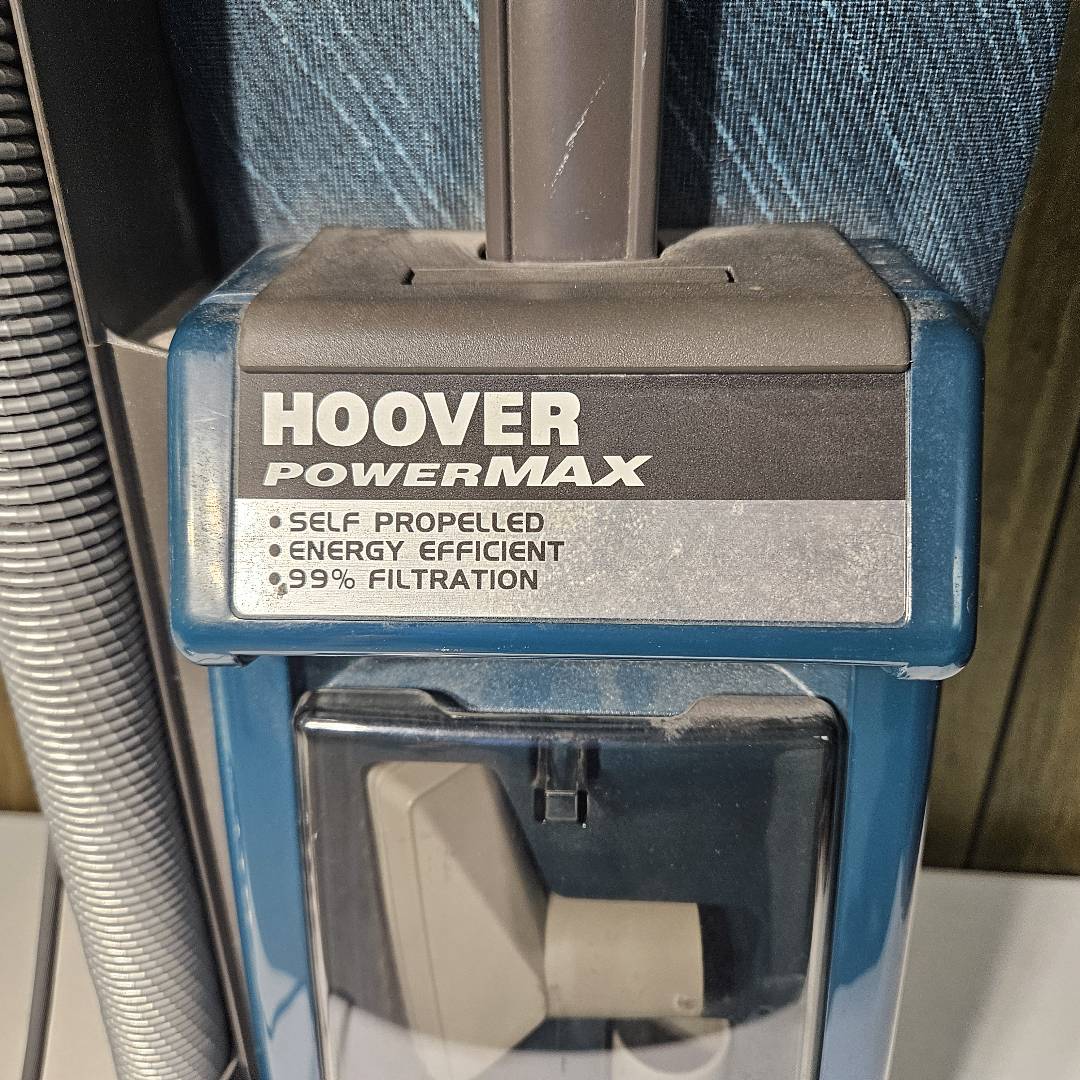 HOOVER
POWERMAX
• SELF PROPELLED
• ENERGY EFFICIENT
• 99% FILTRATION